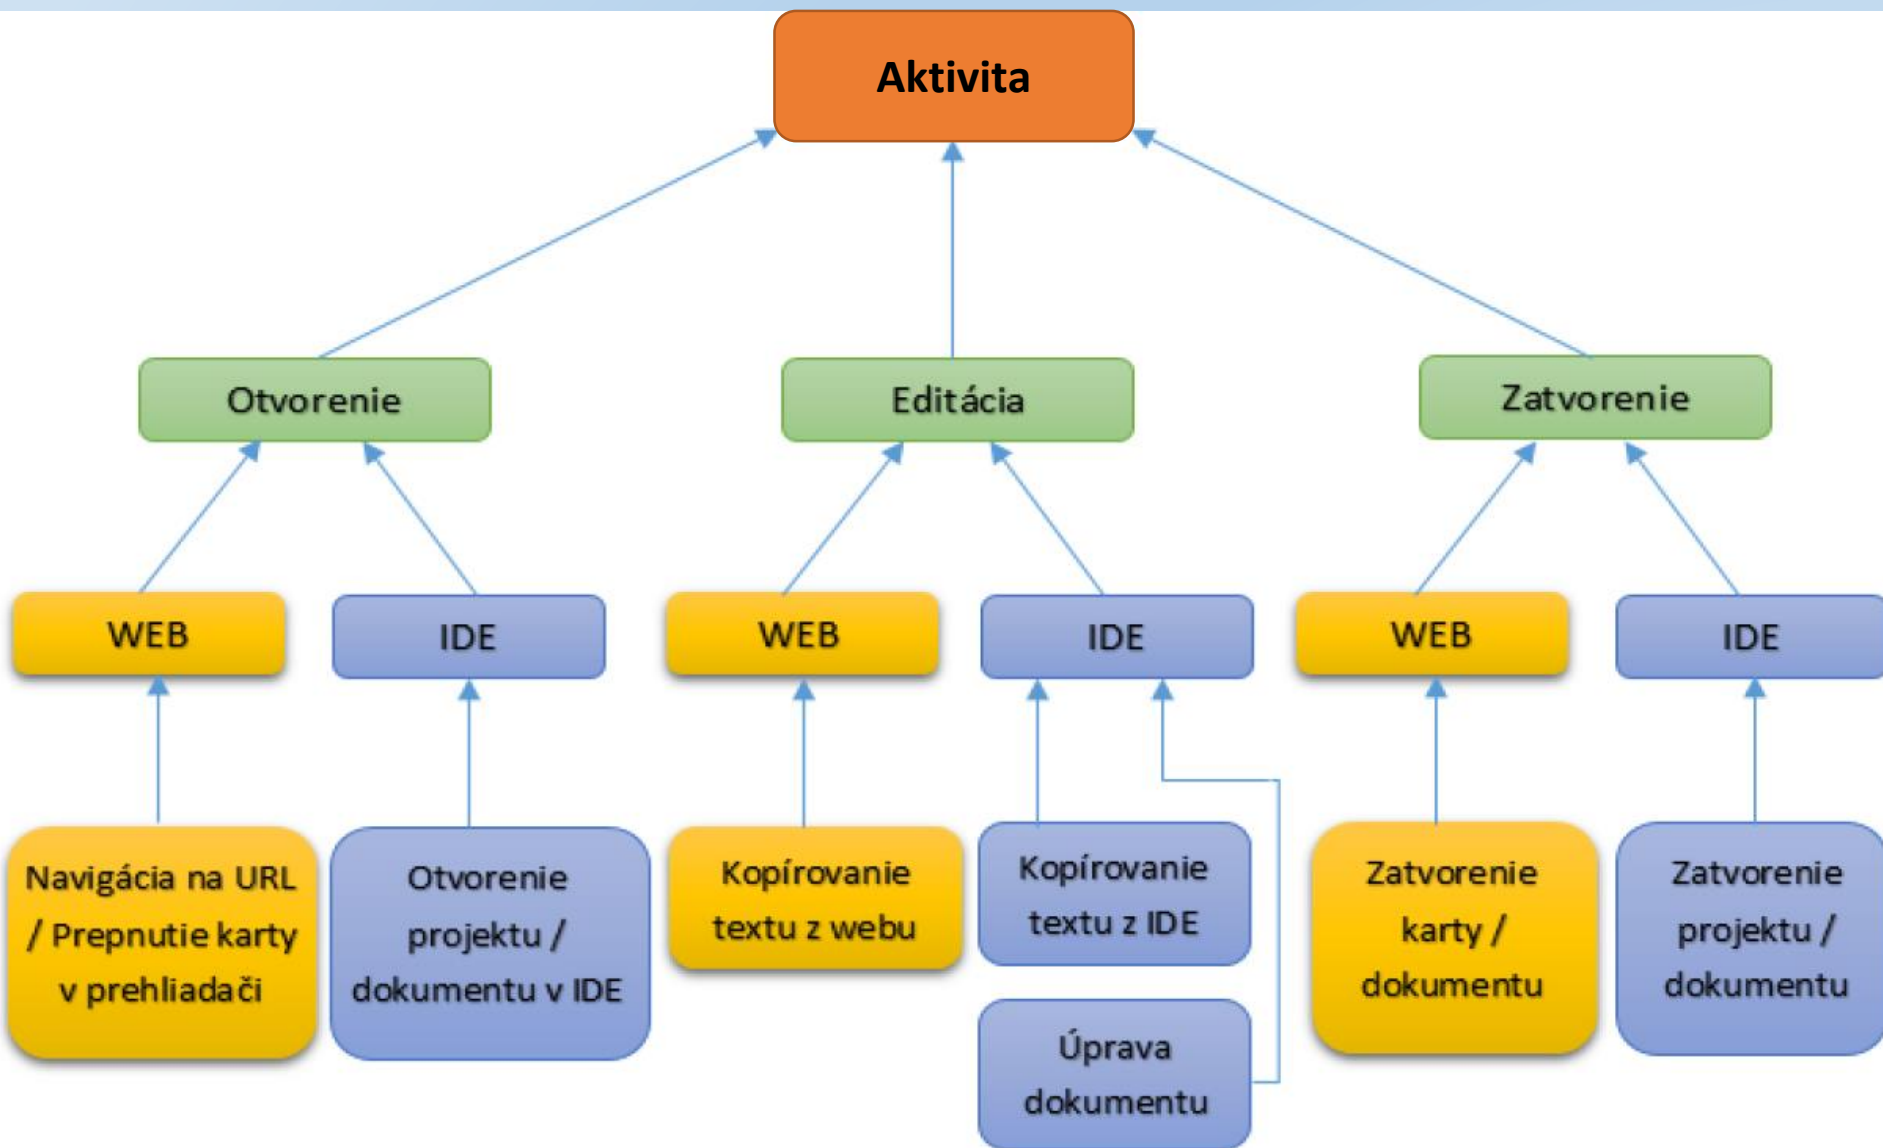 Aktivita
Otvorenie
Editácia
Zatvorenie
WEB
IDE
WEB
IDE
WEB
IDE
Navigácia na URL
/ Prepnutie karty
v prehliadači
Otvorenie
projektu /
dokumentu v IDE
Kopírovanie
textu z webu
Kopírovanie
textu z IDE
Úprava
dokumentu
Zatvorenie
karty /
dokumentu
Zatvorenie
projektu /
dokumentu